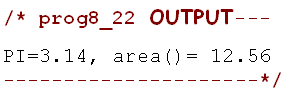 /* prog8_22 OUTPUT---
PI=3.14, area()= 12.56
--------------------*/